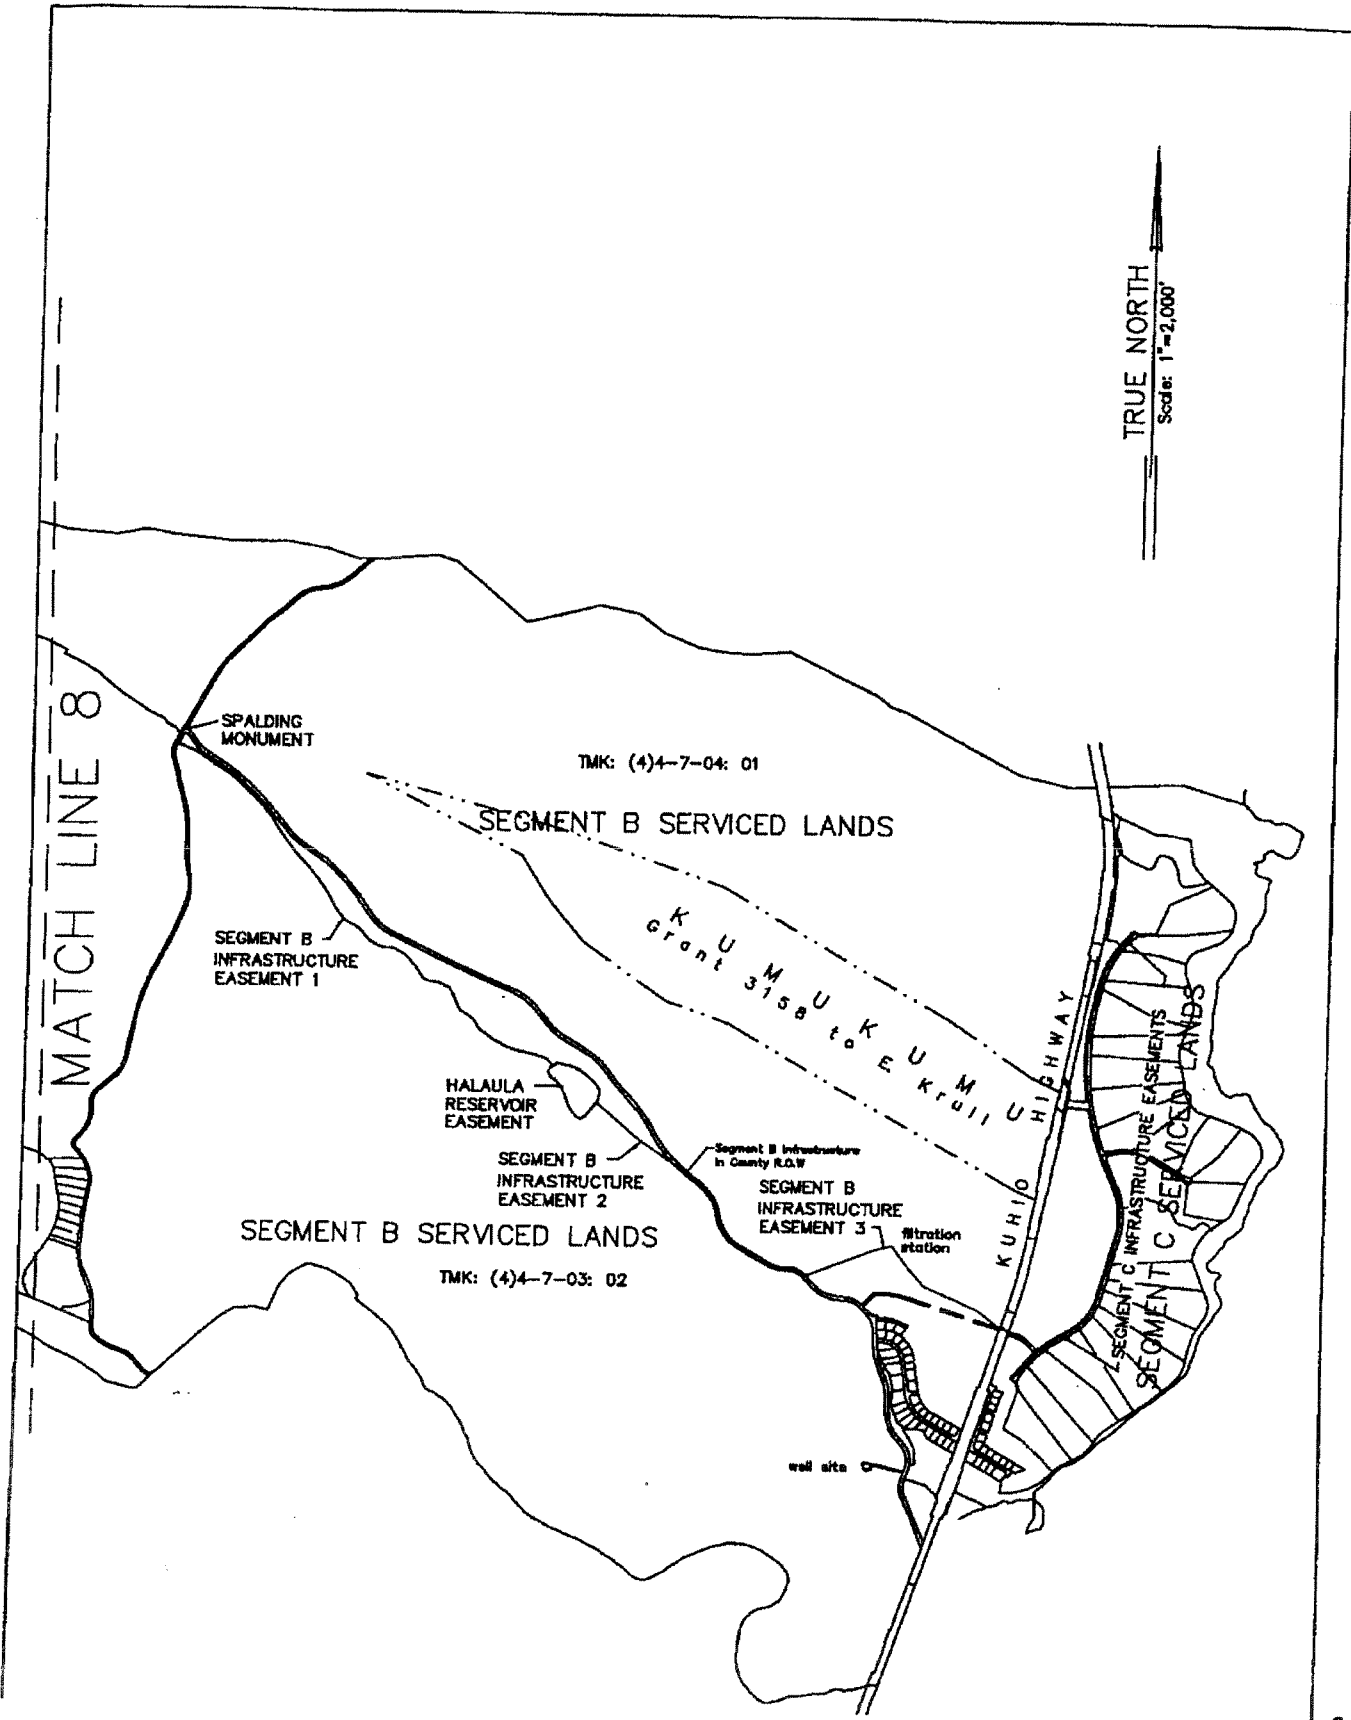 TRUE NORTH
Scale: 1"=2,000'
MATCH LINE 8
SPALDING
MONUMENT
TMK: (4)4-7-04: 01
SEGMENT B SERVICED LANDS
KUMUKUMU
Grant 3158 to E. Krull
SEGMENT B
INFRASTRUCTURE
EASEMENT 1
KUHIO HIGHWAY
HALAULA
RESERVOIR
EASEMENT
SEGMENT B
INFRASTRUCTURE
EASEMENT 2
Segment B Infrastructure
in County R.O.W
SEGMENT B
INFRASTRUCTURE
EASEMENT 3
filtration
station
SEGMENT B SERVICED LANDS
TMK: (4)4-7-03: 02
SEGMENT C INFRASTRUCTURE EASEMENTS
SEGMENT C SERVICED LANDS
well site